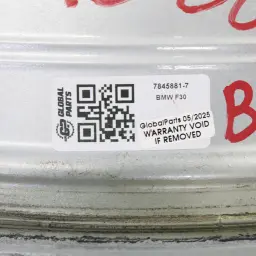 GLOBAL
PARTS
7845881-7
BMW F30
GlobalParts 05/2025
WARRANTY VOID
IF REMOVED
B